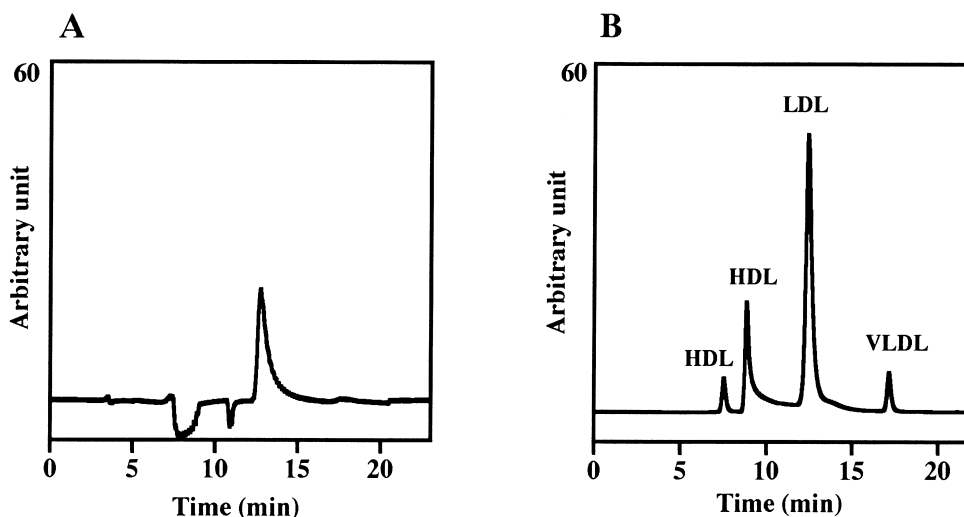 A
60
Arbitrary unit
0 5 10 15 20
Time (min)
B
60
Arbitrary unit
LDL
HDL
HDL
VLDL
0 5 10 15 20
Time (min)